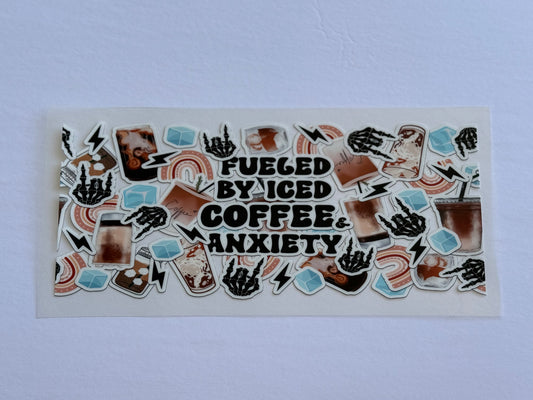 FUELED
BY ICED
COFFEE &
ANXIETY